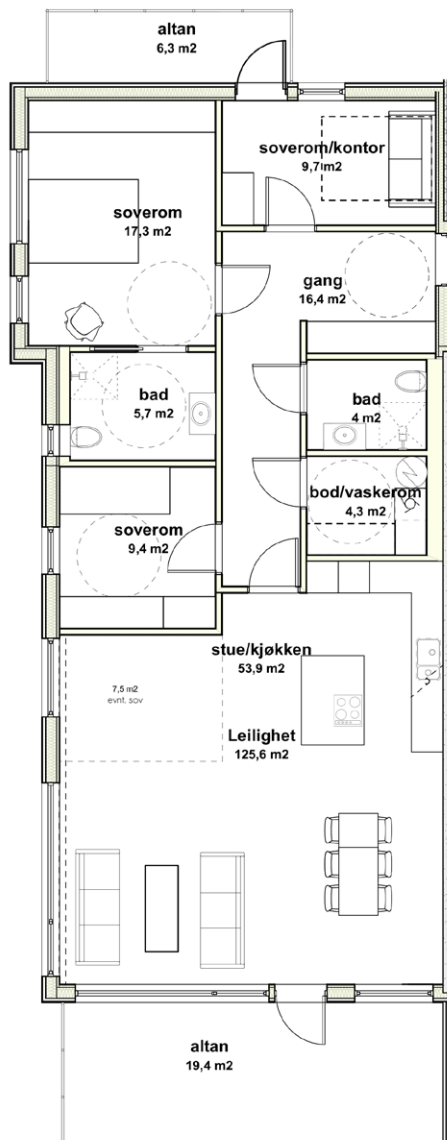 altan
6,3 m2
soverom/kontor
9,7 m2
soverom
17,3 m2
gang
16,4 m2
bad
5,7 m2
bad
4 m2
bod/vaskerom
4,3 m2
soverom
9,4 m2
stue/kjøkken
53,9 m2
7,5 m2
evnt. sov
Leilighet
125,6 m2
altan
19,4 m2